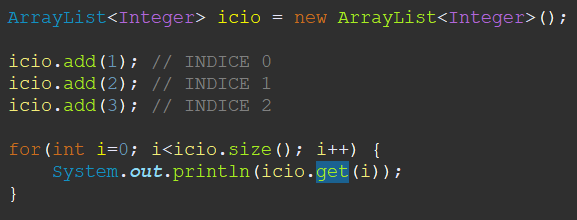 ArrayList<Integer> icio = new ArrayList<Integer>();
icio.add(1); // INDICE 0
icio.add(2); // INDICE 1
icio.add(3); // INDICE 2
for(int i=0; i<icio.size(); i++) {
System.out.println(icio.get(i));
}